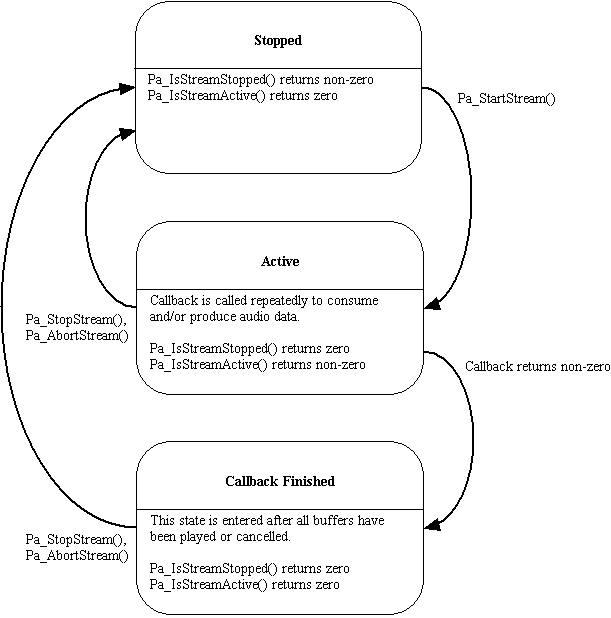 Stopped
Pa_IsStreamStopped() returns non-zero
Pa_IsStreamActive() returns zero
Pa_StartStream()
Active
Callback is called repeatedly to consume
and/or produce audio data.
Pa_IsStreamStopped() returns zero
Pa_IsStreamActive() returns non-zero
Pa_StopStream(),
Pa_AbortStream()
Callback returns non-zero
Callback Finished
This state is entered after all buffers have
been played or cancelled.
Pa_IsStreamStopped() returns zero
Pa_IsStreamActive() returns zero
Pa_StopStream(),
Pa_AbortStream()